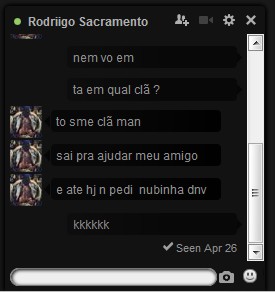 Rodriigo Sacramento
nem vo em
ta em qual clã ?
to sme clã man
sai pra ajudar meu amigo
e ate hj n pedi nubinha dnv
kkkkkk
Seen Apr 26